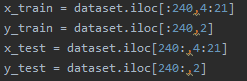 x_train = dataset.iloc[:240,4:21]
y_train = dataset.iloc[:240,2]
x_test = dataset.iloc[240:,4:21]
y_test = dataset.iloc[240:,2]